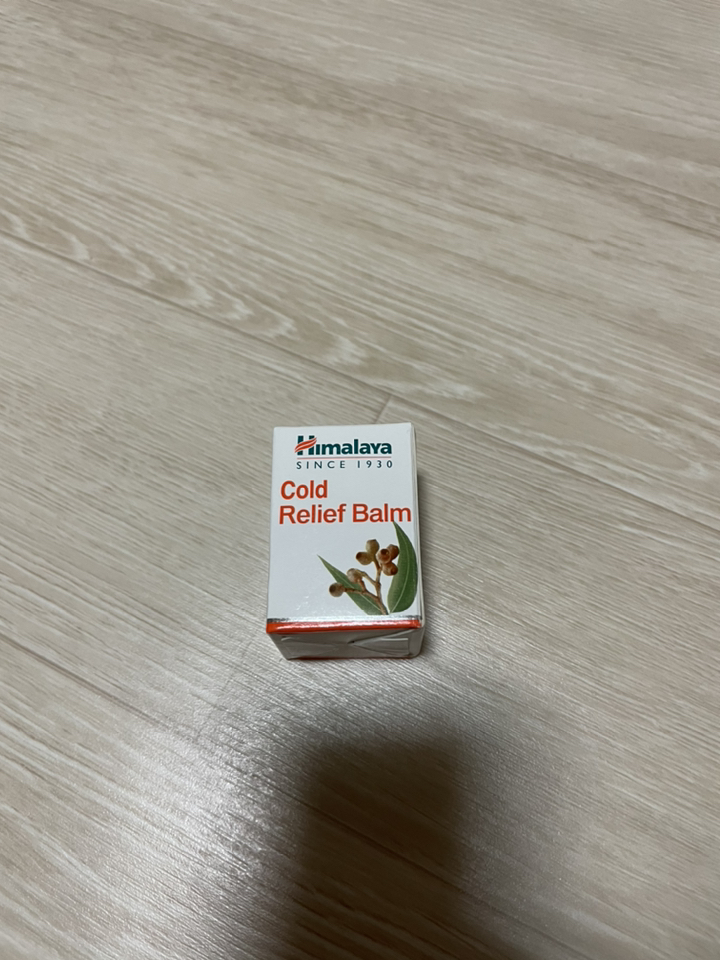 Himalaya
SINCE 1930
Cold
Relief Balm